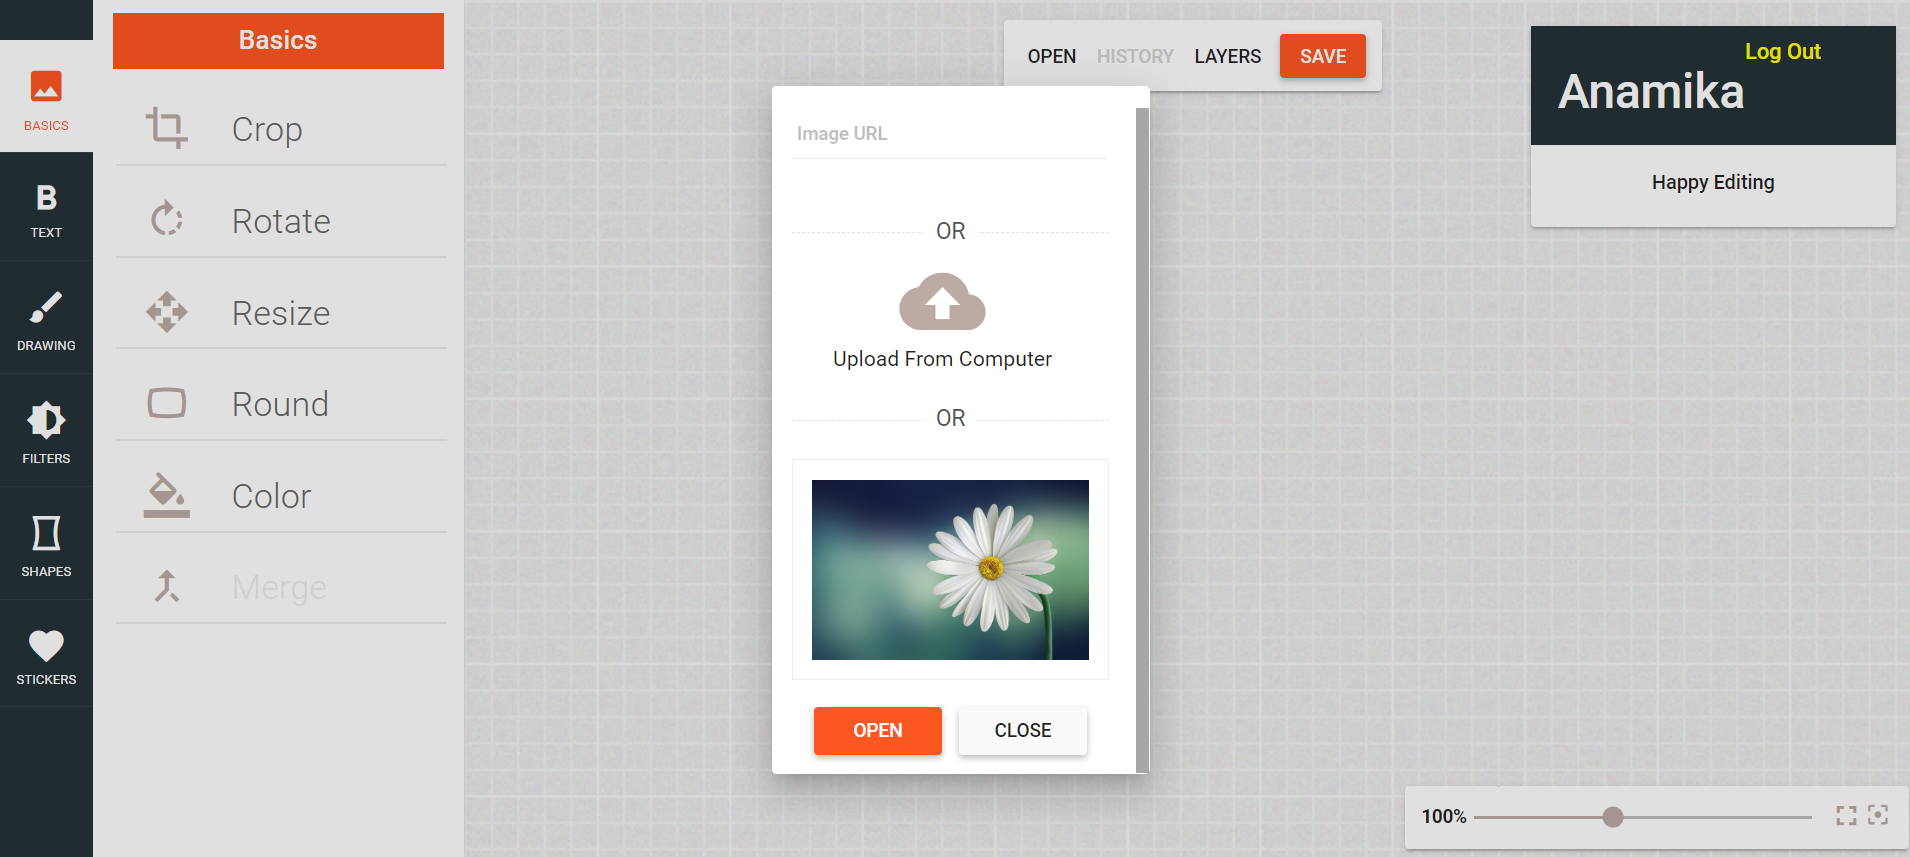 BASICS
TEXT
DRAWING
FILTERS
SHAPES
STICKERS
Basics
Crop
Rotate
Resize
Round
Color
Merge
OPEN HISTORY LAYERS SAVE
Image URL
OR
Upload From Computer
OR
OPEN CLOSE
Log Out
Anamika
Happy Editing
100%